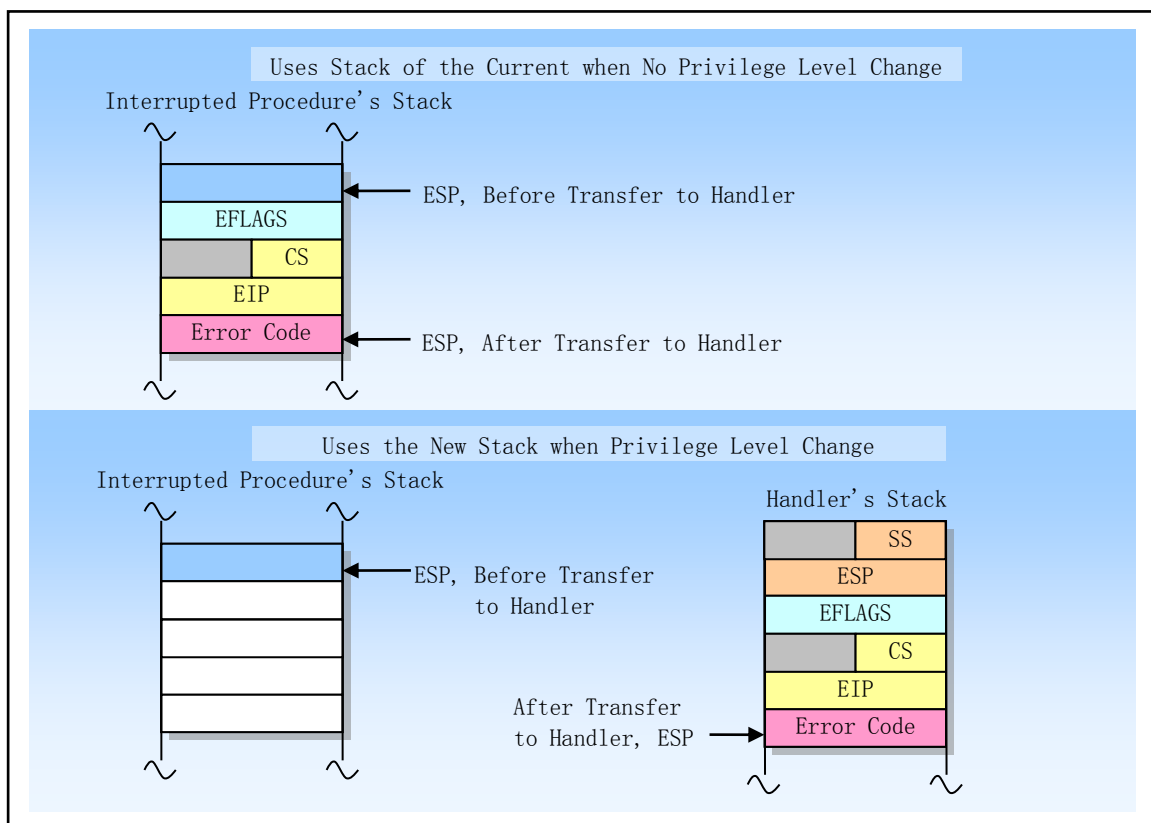 Uses Stack of the Current when No Privilege Level Change
Interrupted Procedure's Stack
ESP, Before Transfer to Handler
EFLAGS
CS
EIP
Error Code
ESP, After Transfer to Handler
Uses the New Stack when Privilege Level Change
Interrupted Procedure's Stack
ESP, Before Transfer
to Handler
Handler's Stack
SS
ESP
EFLAGS
CS
EIP
Error Code
After Transfer
to Handler, ESP